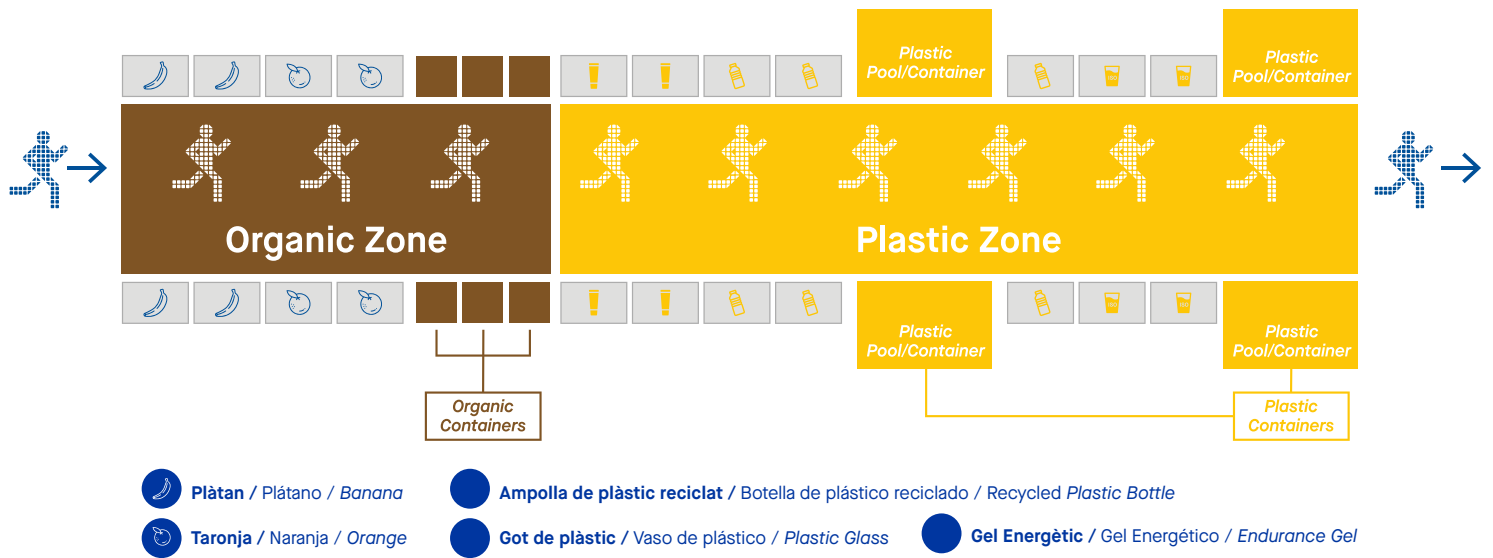 Plastic
Pool/Container
Plastic
Pool/Container
Organic Zone
Plastic Zone
Plastic
Pool/Container
Plastic
Pool/Container
Organic
Containers
Plastic
Containers
Plàtan / Plátano / Banana
Ampolla de plàstic reciclat / Botella de plástico reciclado / Recycled Plastic Bottle
Taronja / Naranja / Orange
Got de plàstic / Vaso de plástico / Plastic Glass
Gel Energètic / Gel Energético / Endurance Gel